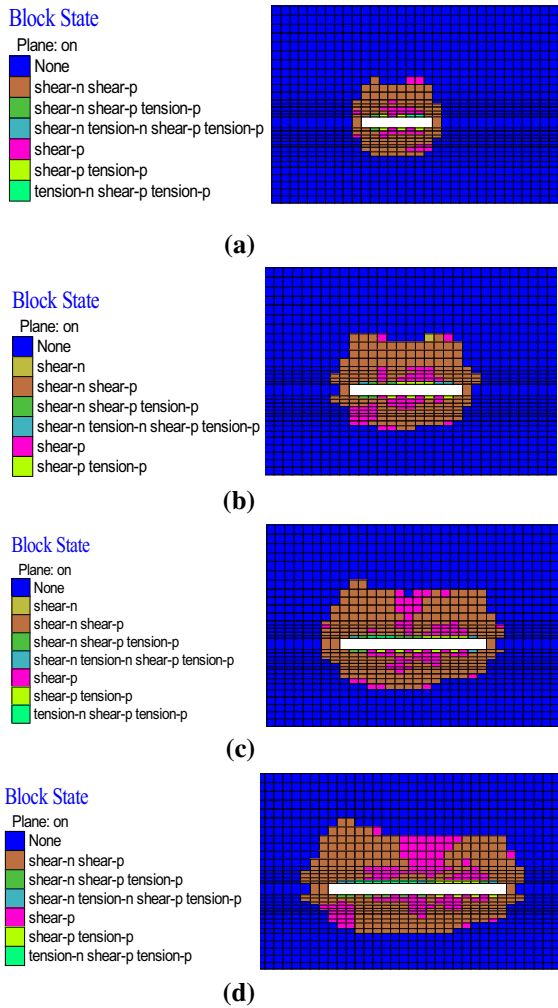 Block State
Plane: on
None
shear-n shear-p
shear-n shear-p tension-p
shear-n tension-n shear-p tension-p
shear-p
shear-p tension-p
tension-n shear-p tension-p
(a)
Block State
Plane: on
None
shear-n
shear-n shear-p
shear-n shear-p tension-p
shear-n tension-n shear-p tension-p
shear-p
shear-p tension-p
(b)
Block State
Plane: on
None
shear-n
shear-n shear-p
shear-n shear-p tension-p
shear-n tension-n shear-p tension-p
shear-p
shear-p tension-p
tension-n shear-p tension-p
(c)
Block State
Plane: on
None
shear-n shear-p
shear-n shear-p tension-p
shear-n tension-n shear-p tension-p
shear-p
shear-p tension-p
tension-n shear-p tension-p
(d)